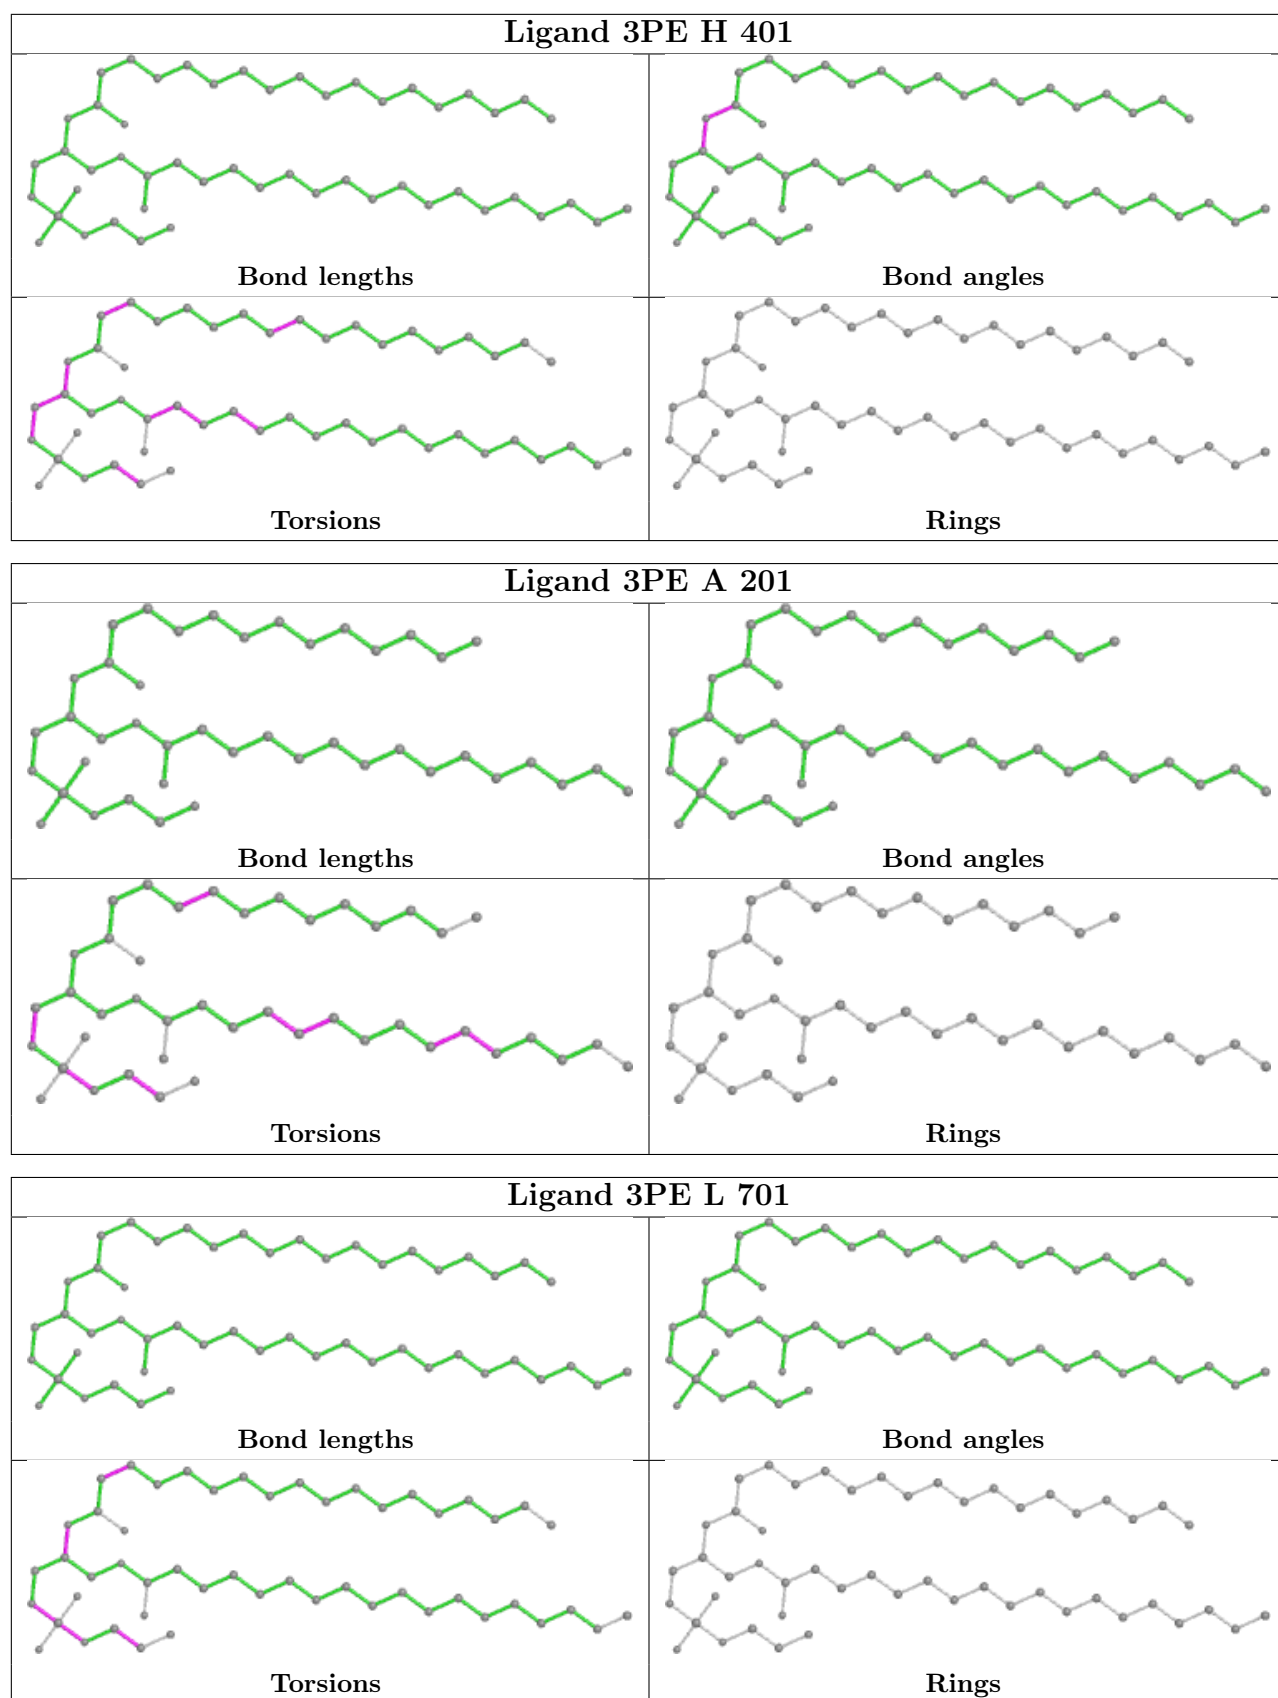 Ligand 3PE H 401
Bond lengths
Bond angles
Torsions
Rings
Ligand 3PE A 201
Bond lengths
Bond angles
Torsions
Rings
Ligand 3PE L 701
Bond lengths
Bond angles
Torsions
Rings